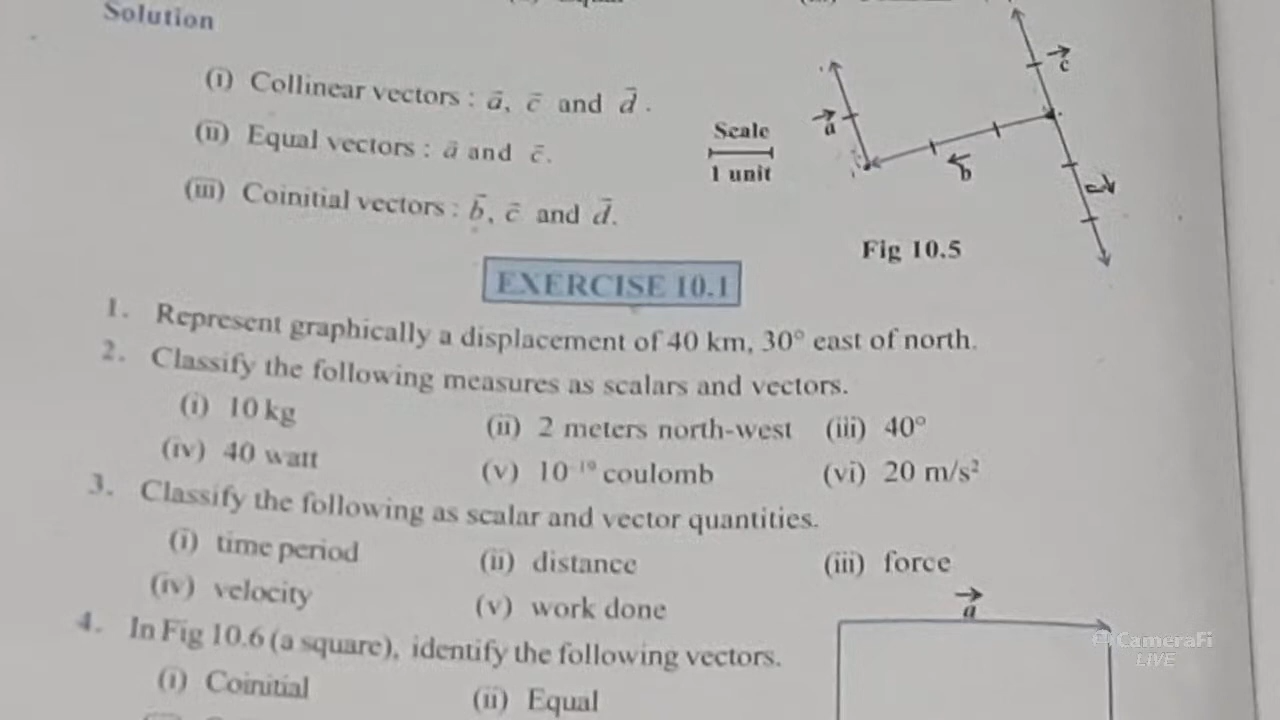 Solution
(i) Collinear vectors : a⃗, c⃗ and d⃗.
(ii) Equal vectors : a⃗ and c⃗.
(iii) Coinitial vectors : b⃗, c⃗ and d⃗.
Scale
1 unit
a⃗
b⃗
c⃗
Fig 10.5
EXERCISE 10.1
1. Represent graphically a displacement of 40 km, 30° east of north.
2. Classify the following measures as scalars and vectors.
(i) 10 kg (ii) 2 meters north-west (iii) 40°
(iv) 40 watt (v) 10⁻¹⁹ coulomb (vi) 20 m/s²
3. Classify the following as scalar and vector quantities.
(i) time period (ii) distance (iii) force
(iv) velocity (v) work done
4. In Fig 10.6 (a square), identify the following vectors.
a⃗
(i) Coinitial (ii) Equal
CameraFi
LIVE